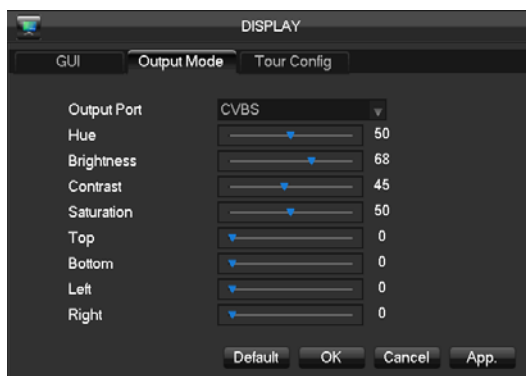 DISPLAY
GUI Output Mode Tour Config
Output Port CVBS
Hue 50
Brightness 68
Contrast 45
Saturation 50
Top 0
Bottom 0
Left 0
Right 0
Default OK Cancel App.